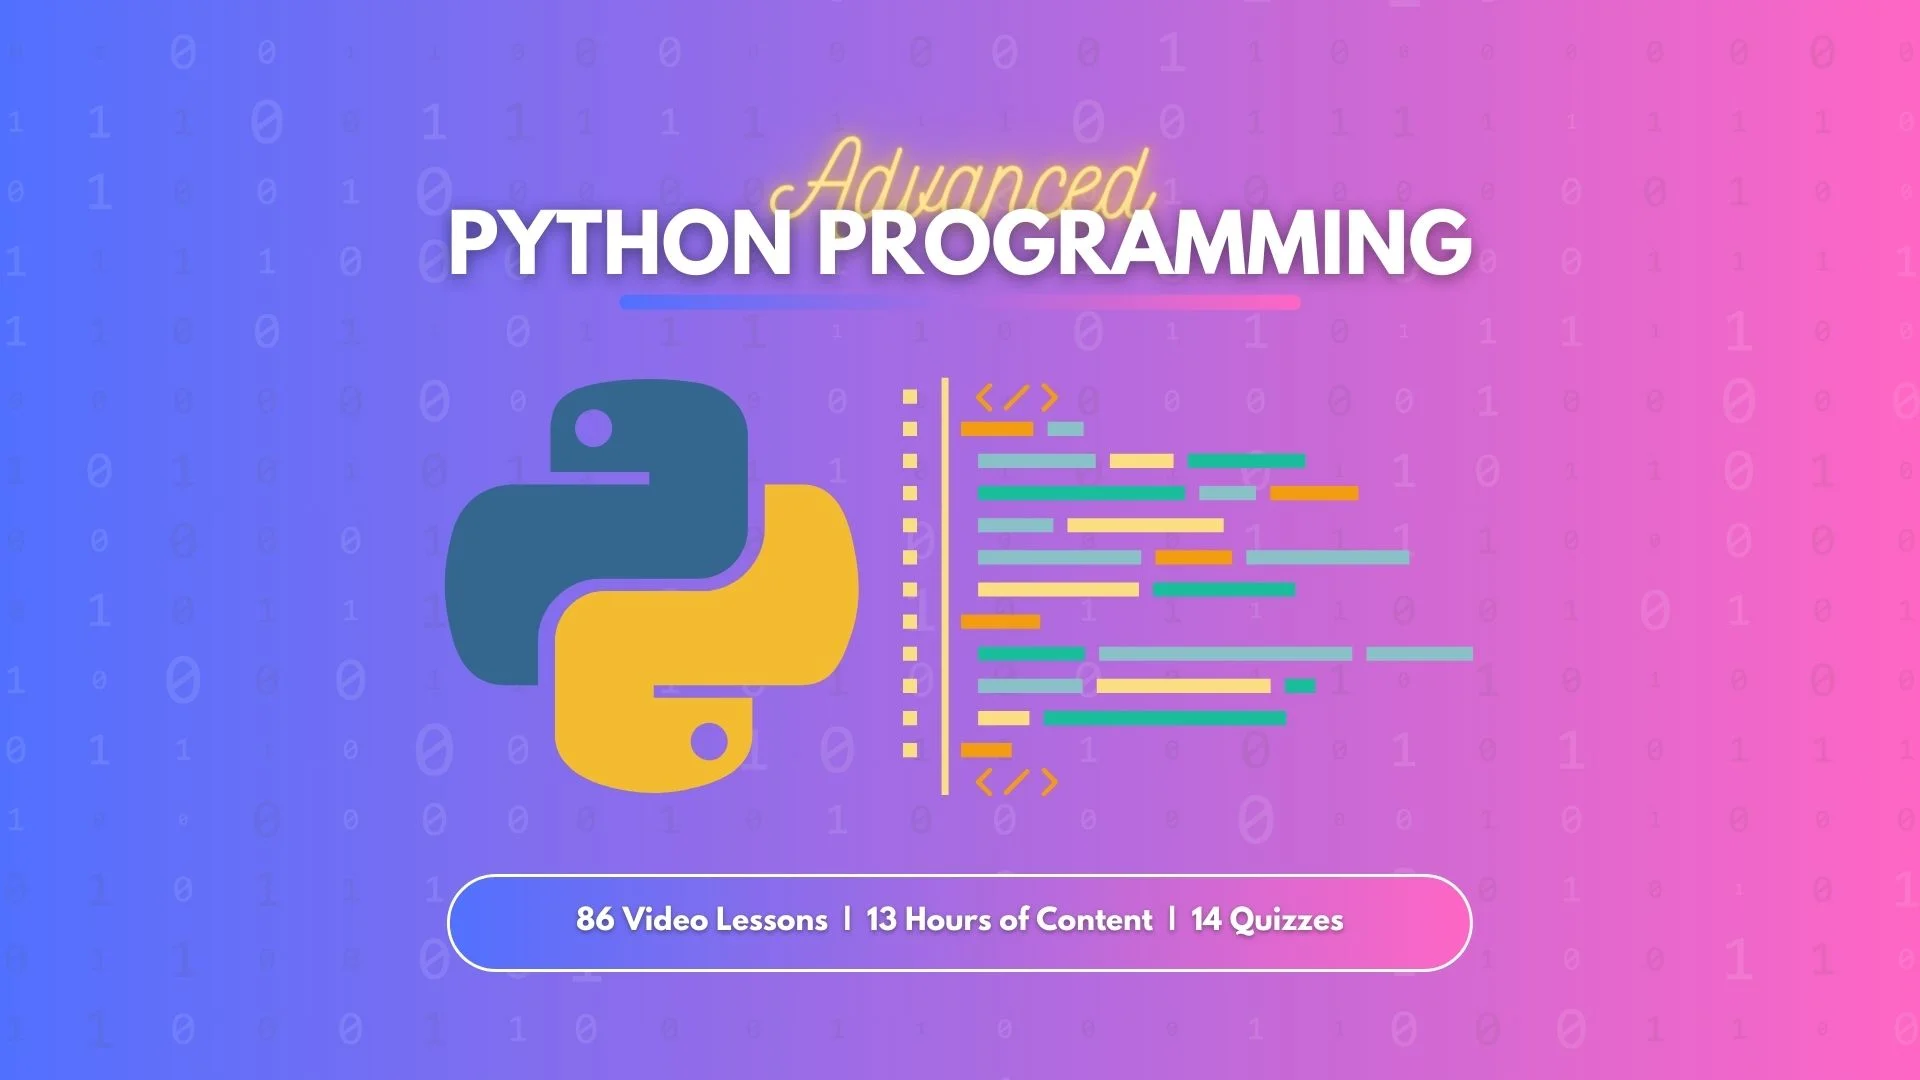 Advanced
PYTHON PROGRAMMING
</>
</>
86 Video Lessons | 13 Hours of Content | 14 Quizzes